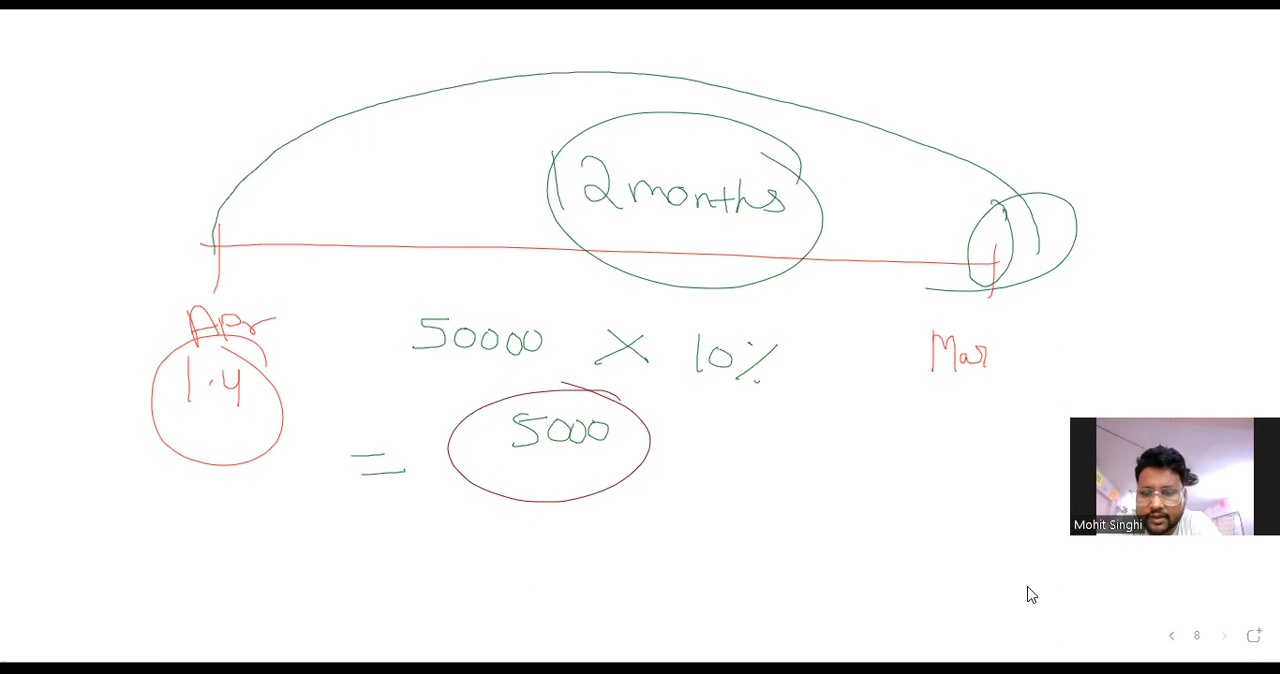 12 months
Apr
1.4
Mar
50000 × 10%
= 5000
Mohit Singhi
8